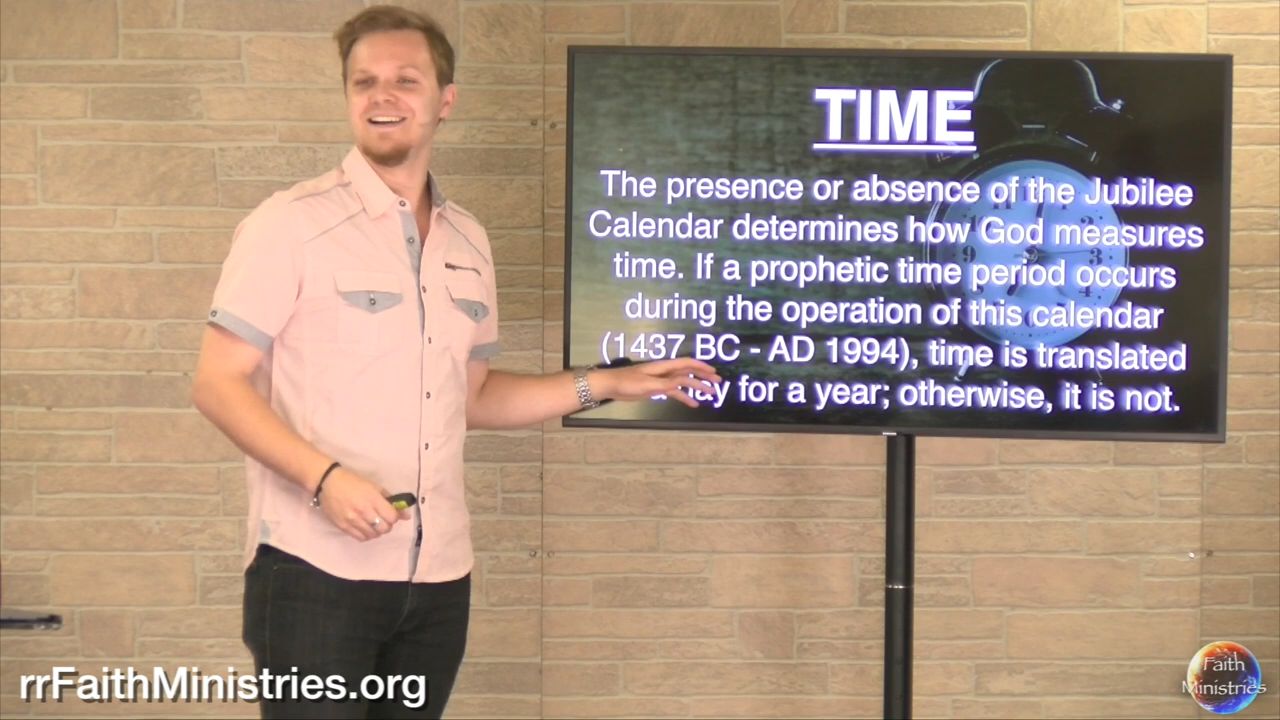 TIME
The presence or absence of the Jubilee
Calendar determines how God measures
time. If a prophetic time period occurs
during the operation of this calendar
(1437 BC - AD 1994), time is translated
day for a year; otherwise, it is not.
rrFaithMinistries.org
Faith
Ministries